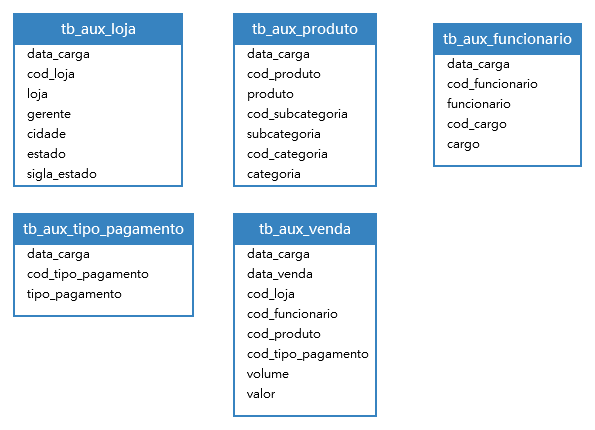 tb_aux_loja
data_carga
cod_loja
loja
gerente
cidade
estado
sigla_estado
tb_aux_produto
data_carga
cod_produto
produto
cod_subcategoria
subcategoria
cod_categoria
categoria
tb_aux_funcionario
data_carga
cod_funcionario
funcionario
cod_cargo
cargo
tb_aux_tipo_pagamento
data_carga
cod_tipo_pagamento
tipo_pagamento
tb_aux_venda
data_carga
data_venda
cod_loja
cod_funcionario
cod_produto
cod_tipo_pagamento
volume
valor